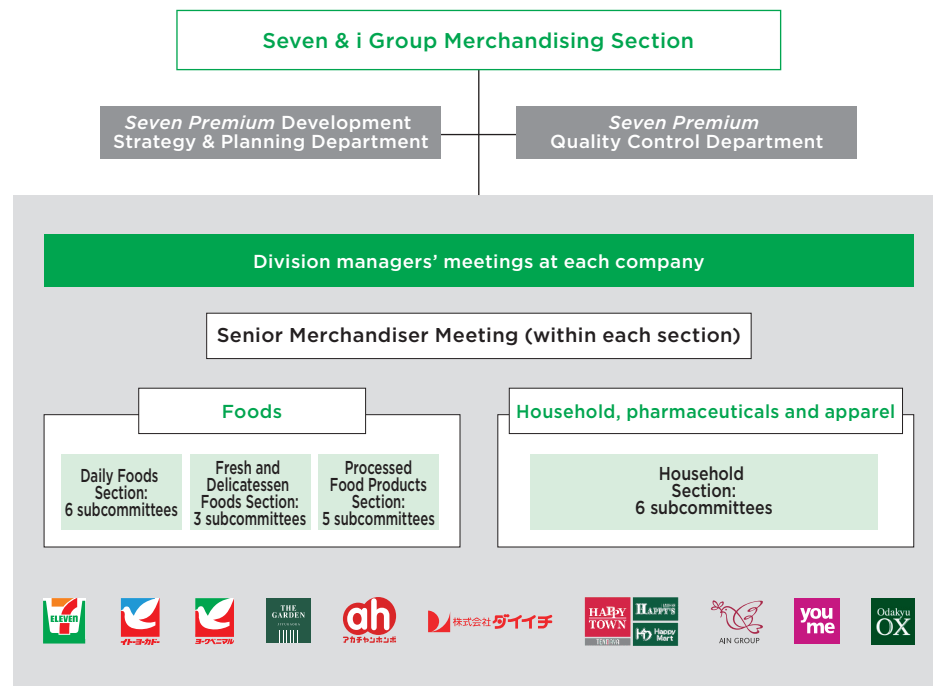 Seven & i Group Merchandising Section
Seven Premium Development
Strategy & Planning Department
Seven Premium
Quality Control Department
Division managers’ meetings at each company
Senior Merchandiser Meeting (within each section)
Foods
Daily Foods
Section:
6 subcommittees
Fresh and
Delicatessen
Foods Section:
3 subcommittees
Processed
Food Products
Section:
5 subcommittees
Household, pharmaceuticals and apparel
Household
Section:
6 subcommittees
7
ELEVEN
イトーヨーカドー
ヨークベニマル
THE
GARDEN
ah
アカチャンホンポ
株式会社ダイイチ
HAPPY
TOWN
HAPPY'S
Happy
Mart
AIN GROUP
you
me
Odakyu
OX